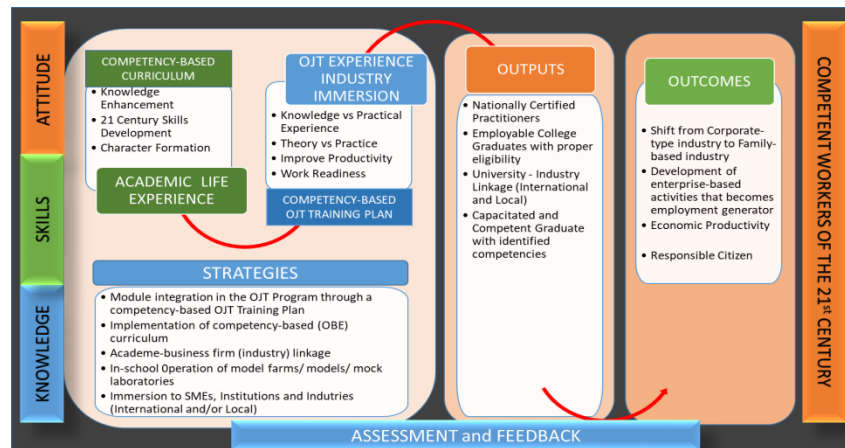 ATTITUDE
SKILLS
KNOWLEDGE
COMPETENCY-BASED
CURRICULUM
• Knowledge
Enhancement
• 21 Century Skills
Development
• Character Formation
ACADEMIC LIFE
EXPERIENCE
OJT EXPERIENCE
INDUSTRY
IMMERSION
• Knowledge vs Practical
Experience
• Theory vs Practice
• Improve Productivity
• Work Readiness
COMPETENCY-BASED
OJT TRAINING PLAN
STRATEGIES
• Module integration in the OJT Program through a
competency-based OJT Training Plan
• Implementation of competency-based (OBE)
curriculum
• Academe-business firm (industry) linkage
• In-school 0peration of model farms/ models/ mock
laboratories
• Immersion to SMEs, Institutions and Indutries
(International and/or Local)
OUTPUTS
• Nationally Certified
Practitioners
• Employable College
Graduates with proper
eligibility
• University - Industry
Linkage (International
and Local)
• Capacitated and
Competent Graduate
with identified
competencies
OUTCOMES
• Shift from Corporate-
type industry to Family-
based industry
• Development of
enterprise-based
activities that becomes
employment generator
• Economic Productivity
• Responsible Citizen
COMPETENT WORKERS OF THE 21st CENTURY
ASSESSMENT and FEEDBACK